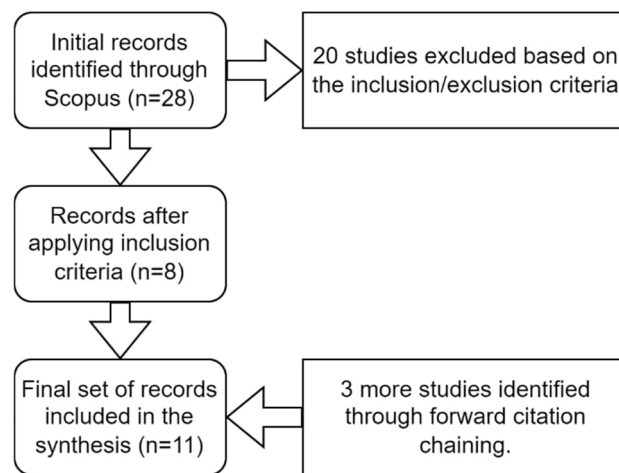 Initial records
identified through
Scopus (n=28)
20 studies excluded based on
the inclusion/exclusion criteria
Records after
applying inclusion
criteria (n=8)
Final set of records
included in the
synthesis (n=11)
3 more studies identified
through forward citation
chaining.